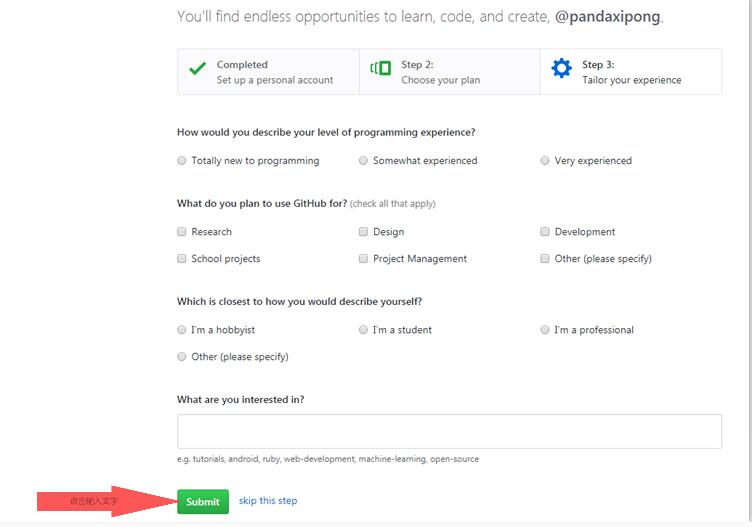 You'll find endless opportunities to learn, code, and create, @pandaxipong.
Completed
Set up a personal account
Step 2:
Choose your plan
Step 3:
Tailor your experience
How would you describe your level of programming experience?
Totally new to programming
Somewhat experienced
Very experienced
What do you plan to use GitHub for? (check all that apply)
Research
Design
Development
School projects
Project Management
Other (please specify)
Which is closest to how you would describe yourself?
I'm a hobbyist
I'm a student
I'm a professional
Other (please specify)
What are you interested in?
e.g. tutorials, android, ruby, web-development, machine-learning, open-source
点击输入文字
Submit
skip this step